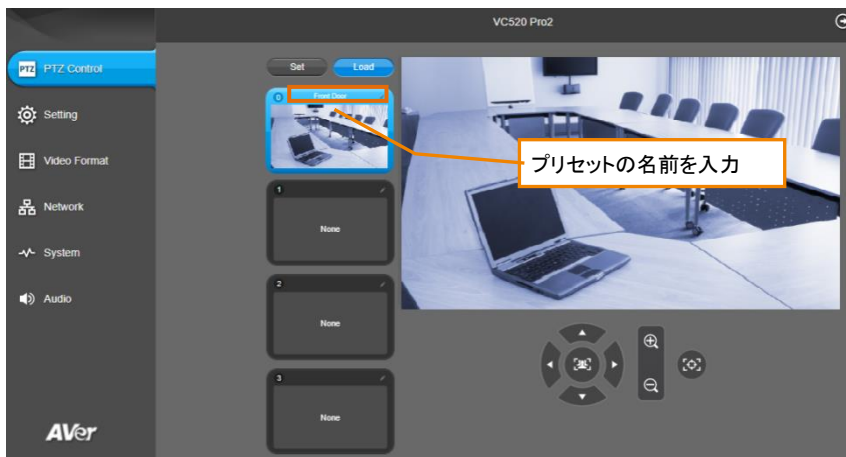 VC520 Pro2
PTZ PTZ Control
Setting
Video Format
Network
System
Audio
AVer
Set Load
0 Front Door
プリセットの名前を入力
1
None
2
None
3
None